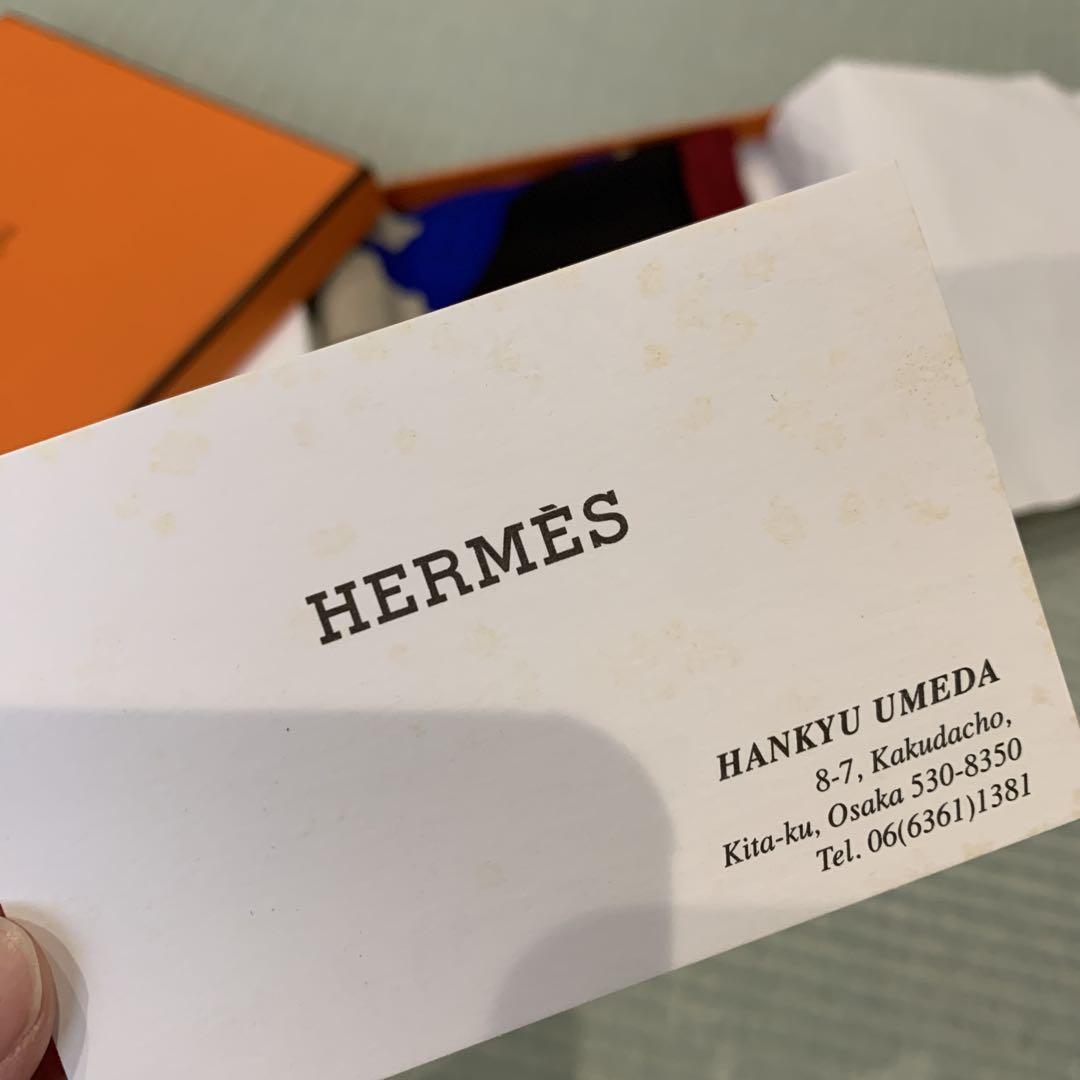 HERMÈS
HANKYU UMEDA
8-7, Kakudacho,
Kita-ku, Osaka 530-8350
Tel. 06(6361)1381